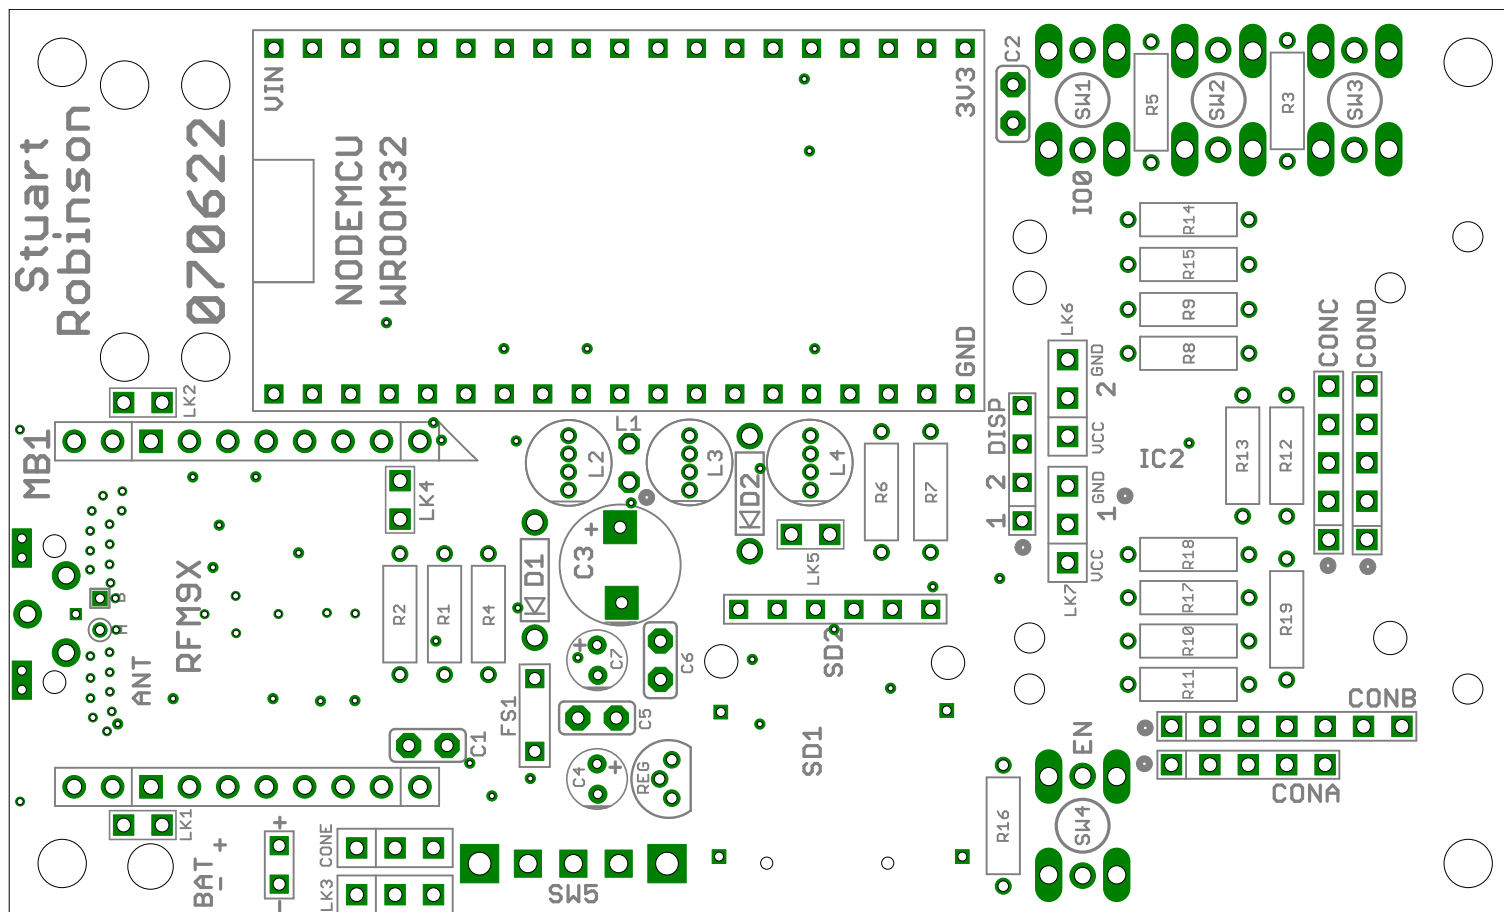 Stuart
Robinson
070622
VIN
NODEMCU
WROOM32
3V3
GND
C2
SW1
IO0
R5
SW2
R3
SW3
R14
R15
R9
R8
LK6
GND
2
VCC
CONC
COND
LK2
MB1
LK4
L2
L1
L3
D2
L4
LK5
R6
R7
DISP
2
1
GND
1
VCC
LK7
IC2
R13
R12
RFM9X
B
ANT
R2
R1
R4
D1
C3
+
R18
R17
R10
R11
R19
+
C7
C6
C5
FS1
C1
C4
+
REG
SD2
SD1
CONB
CONA
EN
SW4
R16
LK1
BAT
+
-
+
-
CONE
LK3
SW5